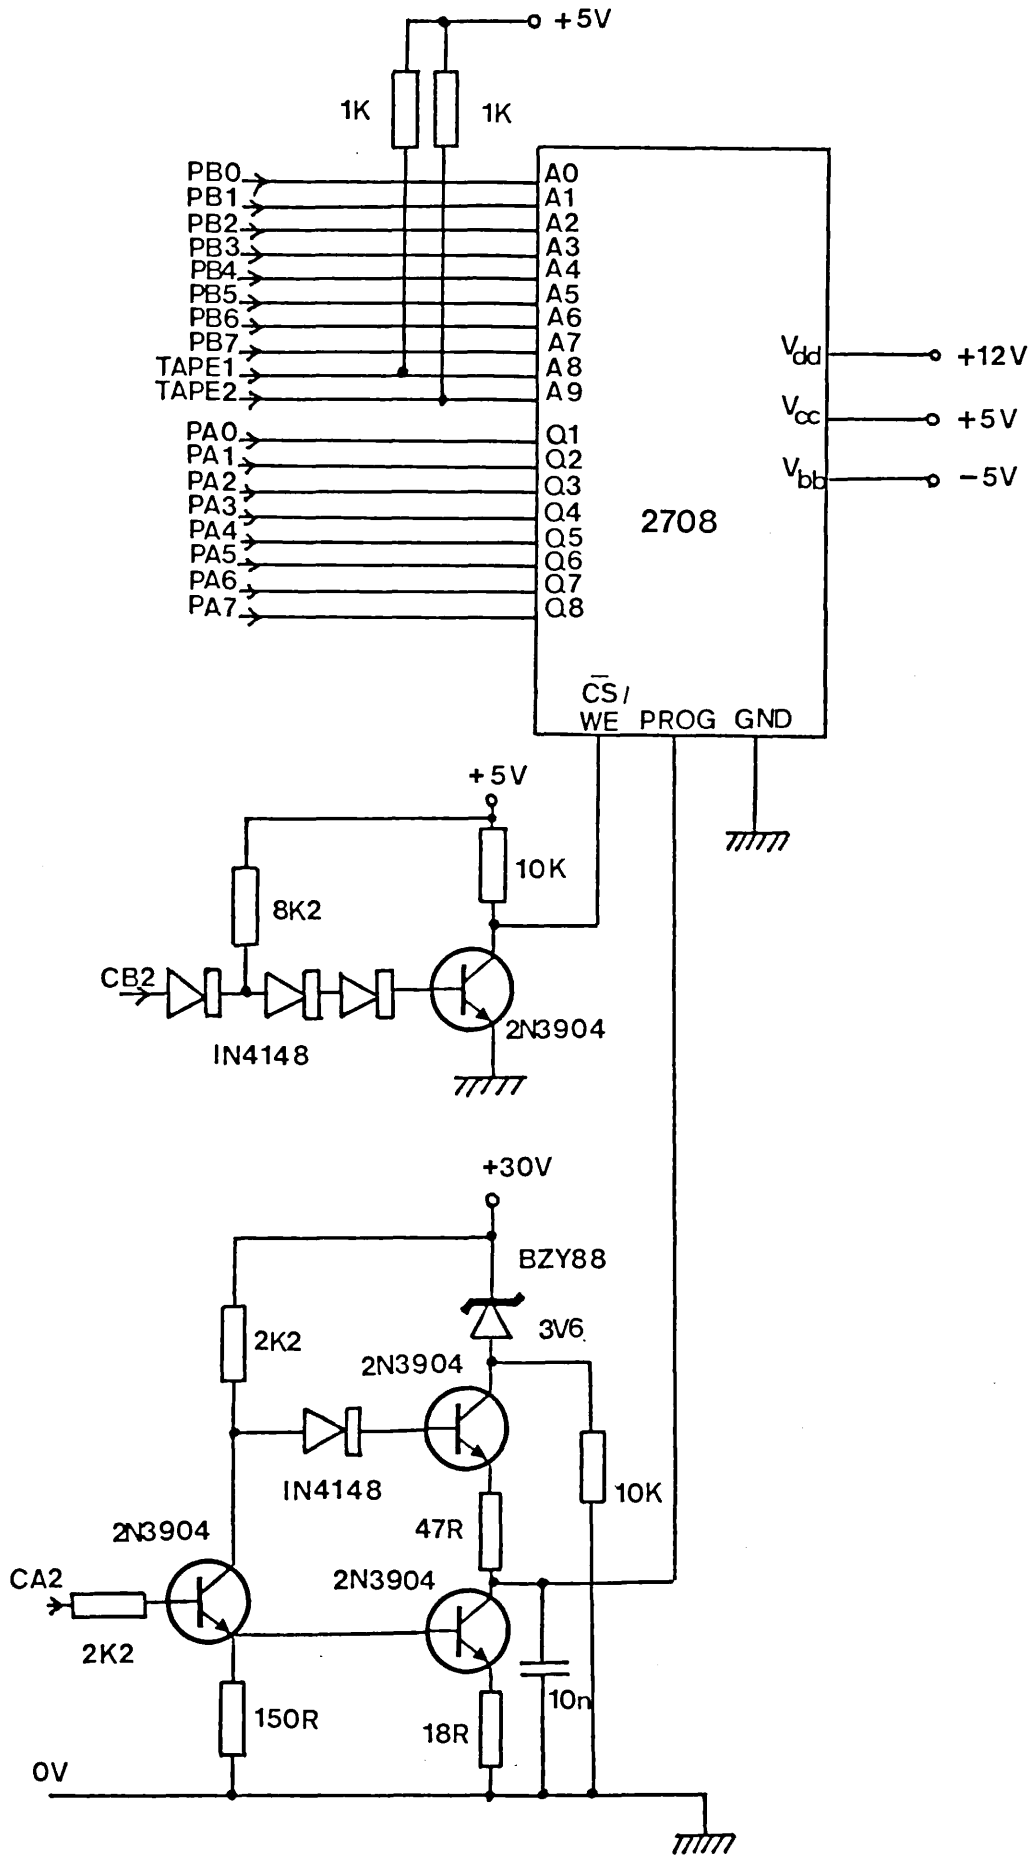 +5V
1K
1K
PB0
PB1
PB2
PB3
PB4
PB5
PB6
PB7
TAPE1
TAPE2
PA0
PA1
PA2
PA3
PA4
PA5
PA6
PA7
A0
A1
A2
A3
A4
A5
A6
A7
A8
A9
Q1
Q2
Q3
Q4
Q5
Q6
Q7
Q8
Vdd
+12V
Vcc
+5V
Vbb
-5V
2708
C̅S̅/
WE
PROG
GND
+5V
10K
8K2
CB2
2N3904
IN4148
+30V
BZY88
3V6
2K2
2N3904
IN4148
10K
47R
2N3904
2N3904
CA2
2K2
10n
150R
18R
0V